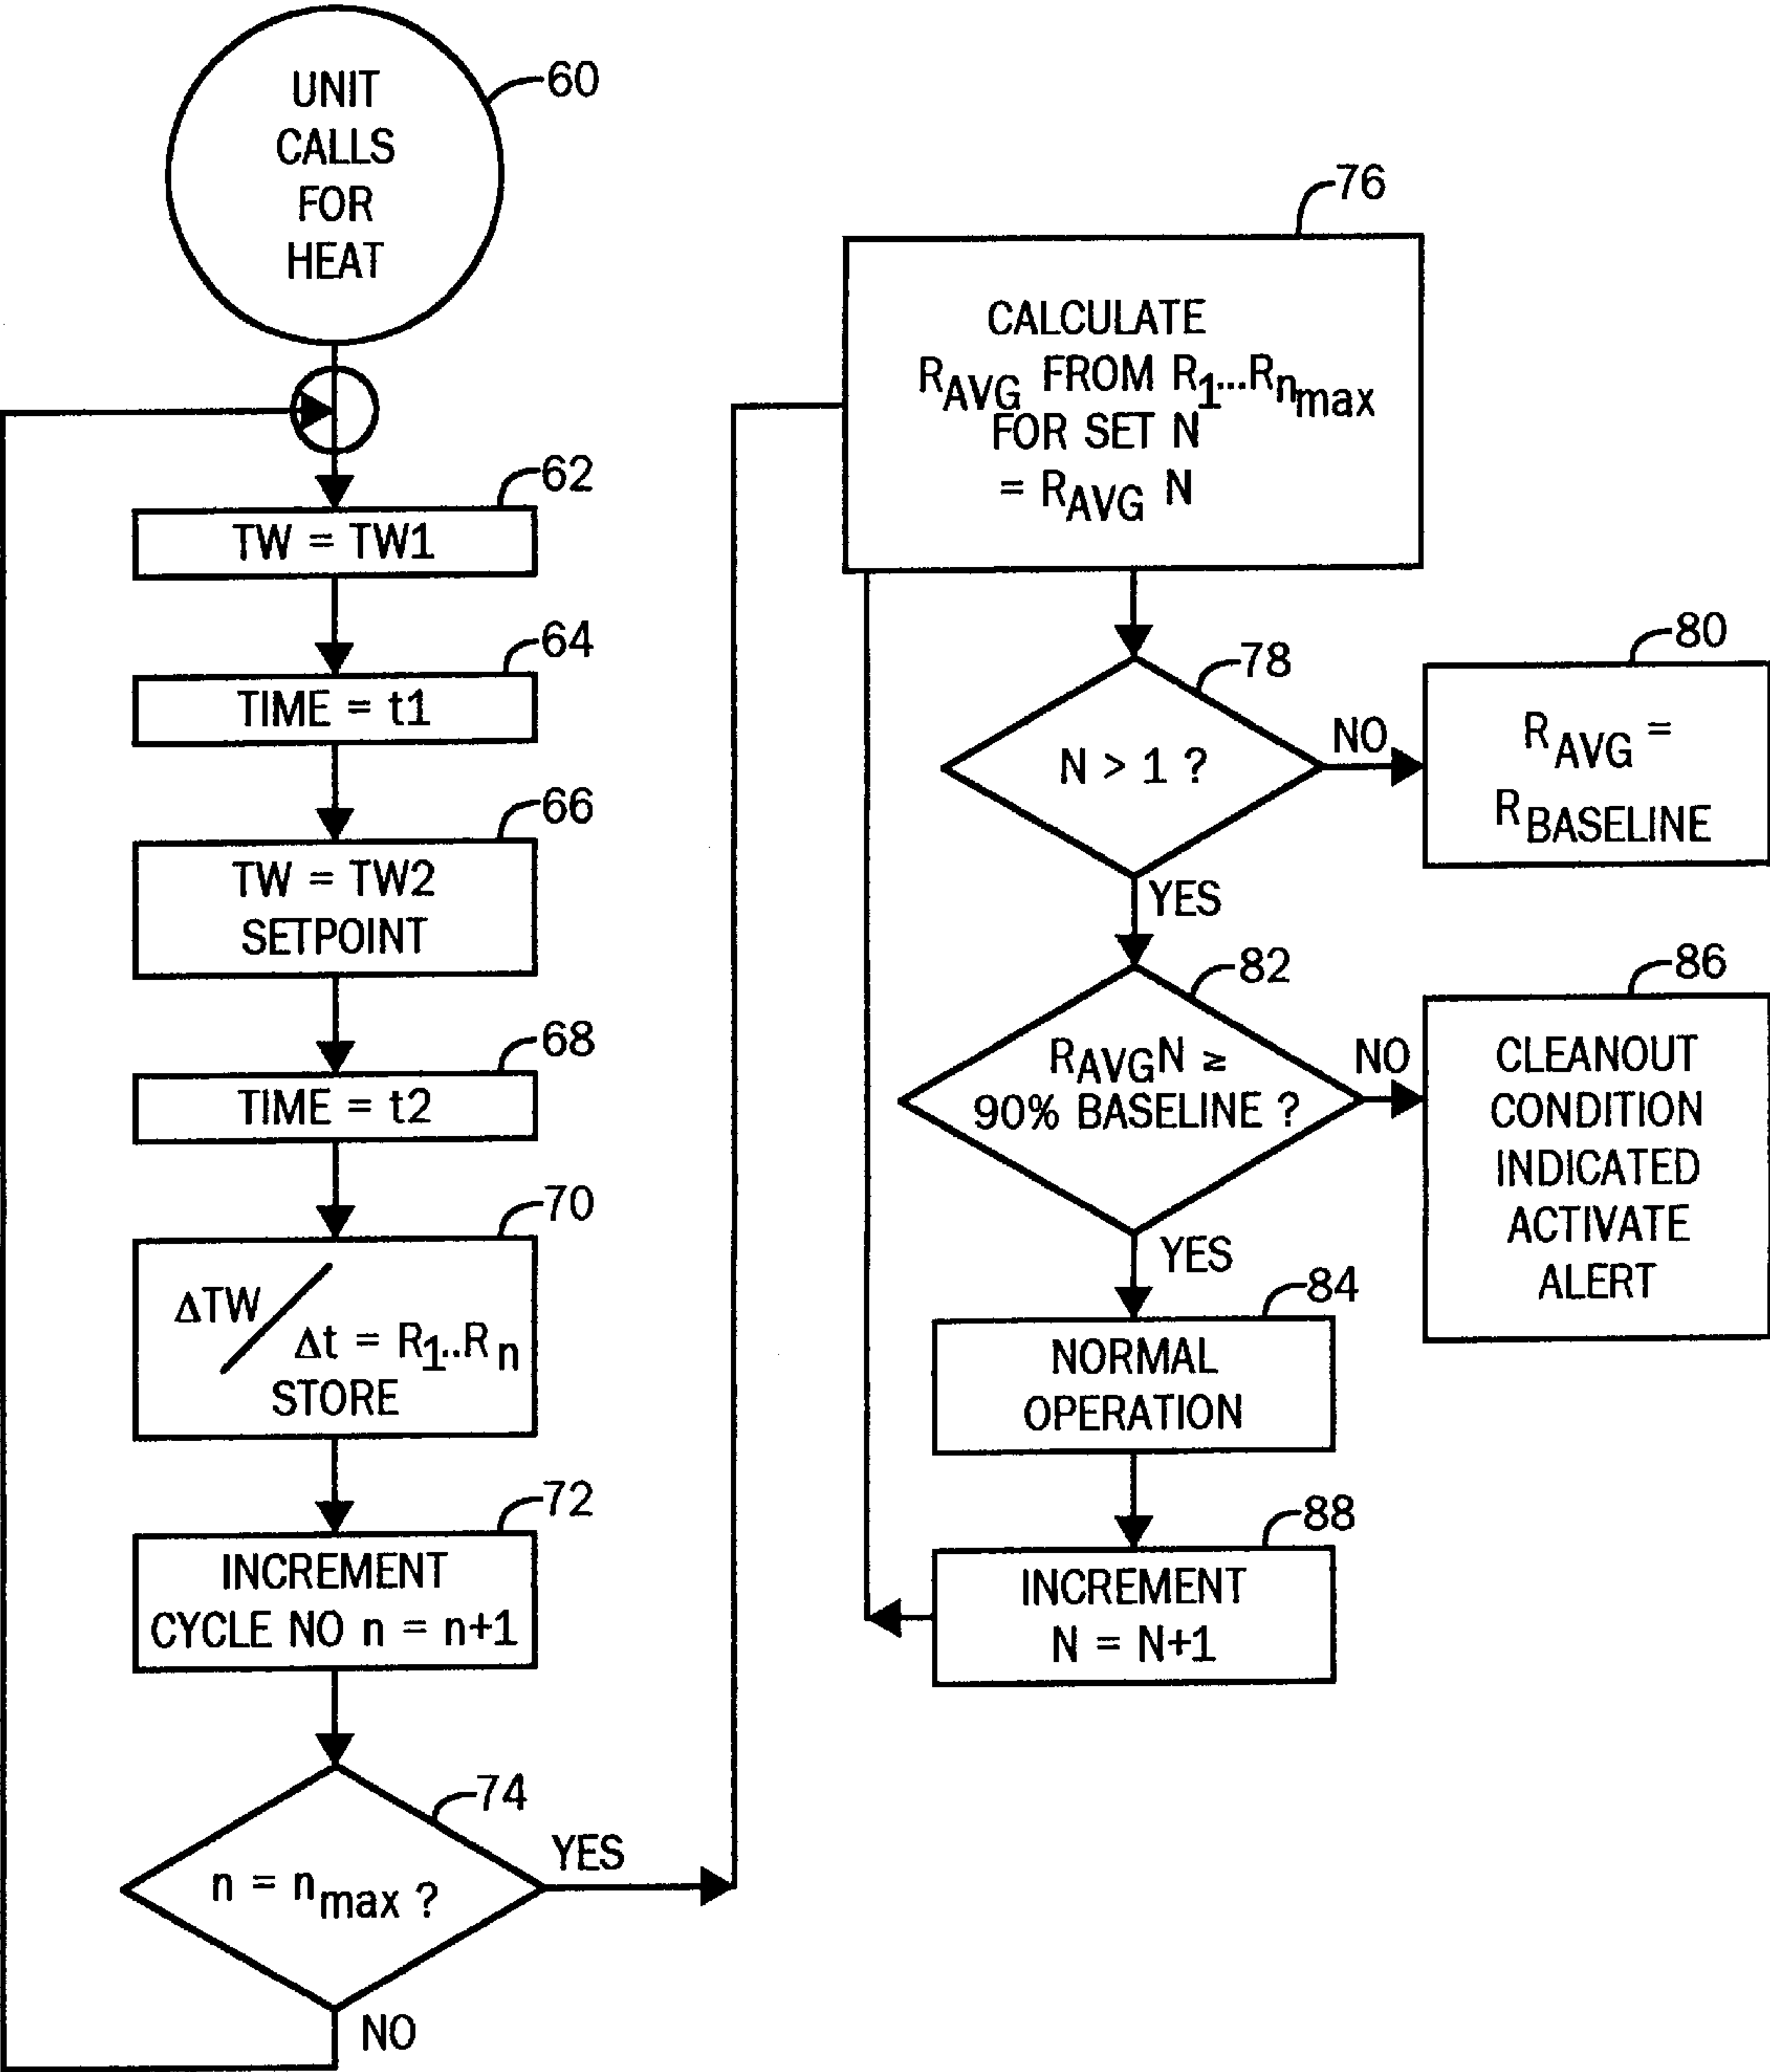 UNIT
CALLS
FOR
HEAT
60
62
TW = TW1
64
TIME = t1
66
TW = TW2
SETPOINT
68
TIME = t2
70
ΔTW
Δt = R1..Rn
STORE
72
INCREMENT
CYCLE NO n = n+1
74
n = nmax ?
YES
NO
76
CALCULATE
RAVG FROM R1...Rnmax
FOR SET N
= RAVG N
78
N > 1 ?
NO
YES
80
RAVG =
RBASELINE
82
RAVGN ≥
90% BASELINE ?
NO
YES
86
CLEANOUT
CONDITION
INDICATED
ACTIVATE
ALERT
84
NORMAL
OPERATION
88
INCREMENT
N = N+1